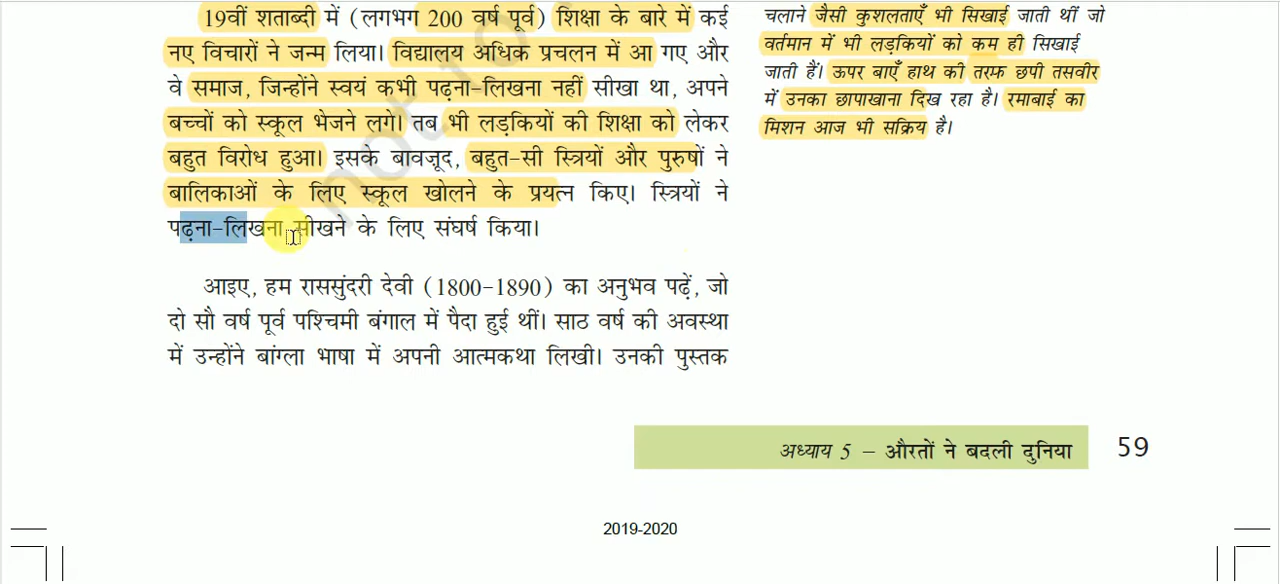 19वीं शताब्दी में (लगभग 200 वर्ष पूर्व) शिक्षा के बारे में कई
नए विचारों ने जन्म लिया। विद्यालय अधिक प्रचलन में आ गए और
वे समाज, जिन्होंने स्वयं कभी पढ़ना-लिखना नहीं सीखा था, अपने
बच्चों को स्कूल भेजने लगे। तब भी लड़कियों की शिक्षा को लेकर
बहुत विरोध हुआ। इसके बावजूद, बहुत-सी स्त्रियों और पुरुषों ने
बालिकाओं के लिए स्कूल खोलने के प्रयत्न किए। स्त्रियों ने
पढ़ना-लिखना सीखने के लिए संघर्ष किया।
आइए, हम राससुंदरी देवी (1800-1890) का अनुभव पढ़ें, जो
दो सौ वर्ष पूर्व पश्चिमी बंगाल में पैदा हुई थीं। साठ वर्ष की अवस्था
में उन्होंने बांग्ला भाषा में अपनी आत्मकथा लिखी। उनकी पुस्तक
चलाने जैसी कुशलताएँ भी सिखाई जाती थीं जो
वर्तमान में भी लड़कियों को कम ही सिखाई
जाती हैं। ऊपर बाएँ हाथ की तरफ छपी तसवीर
में उनका छापाखाना दिख रहा है। रमाबाई का
मिशन आज भी सक्रिय है।
अध्याय 5 – औरतों ने बदली दुनिया 59
2019-2020
not to